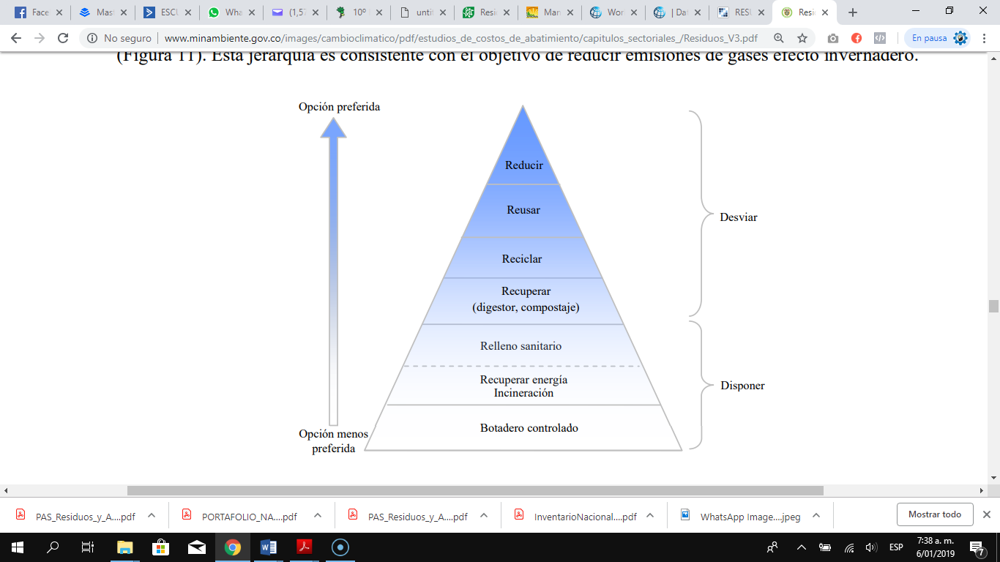 Face
Mast
ESCU
Wha
(1,57
10º
unti
Resi
Man
Wor
| Dat
RESU
Resi
No seguro
www.minambiente.gov.co/images/cambioclimatico/pdf/estudios_de_costos_de_abatimiento/capitulos_sectoriales_/Residuos_V3.pdf
En pausa
(Figura 11). Esta jerarquía es consistente con el objetivo de reducir emisiones de gases efecto invernadero.
Opción preferida
Reducir
Reusar
Desviar
Reciclar
Recuperar
(digestor, compostaje)
Relleno sanitario
Recuperar energía
Incineración
Disponer
Botadero controlado
Opción menos
preferida
PAS_Residuos_y_A....pdf
PORTAFOLIO_NA....pdf
PAS_Residuos_y_A....pdf
InventarioNacional....pdf
WhatsApp Image....jpeg
Mostrar todo
ESP
7:38 a. m.
6/01/2019
7